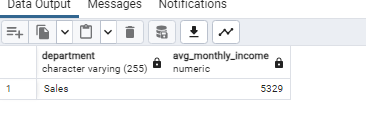 Data Output Messages Notifications
department avg_monthly_income
character varying (255) numeric
1 Sales 5329